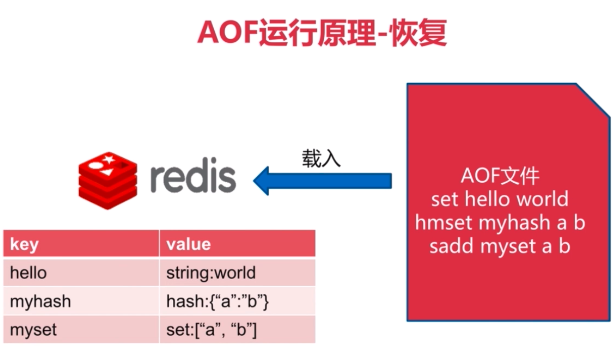 AOF运行原理-恢复
redis
载入
AOF文件
set hello world
hmset myhash a b
sadd myset a b
key value
hello string:world
myhash hash:{“a”:”b”}
myset set:[“a”, “b”]